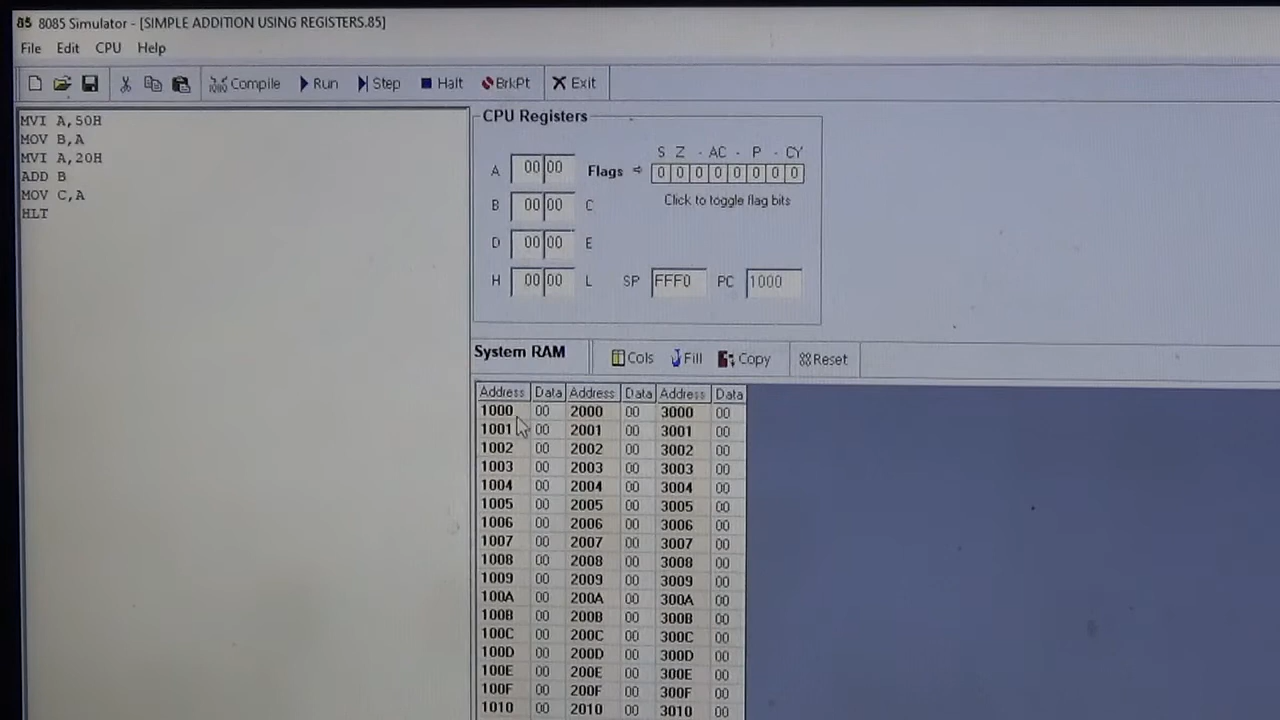 85 8085 Simulator - [SIMPLE ADDITION USING REGISTERS.85]
File Edit CPU Help
Compile Run Step Halt BrkPt Exit
MVI A,50H
MOV B,A
MVI A,20H
ADD B
MOV C,A
HLT
CPU Registers
S Z - AC - P - CY
A 00 00 Flags 0 0 0 0 0 0 0 0
B 00 00 C Click to toggle flag bits
D 00 00 E
H 00 00 L SP FFF0 PC 1000
System RAM Cols Fill Copy Reset
Address Data Address Data Address Data
1000 00 2000 00 3000 00
1001 00 2001 00 3001 00
1002 00 2002 00 3002 00
1003 00 2003 00 3003 00
1004 00 2004 00 3004 00
1005 00 2005 00 3005 00
1006 00 2006 00 3006 00
1007 00 2007 00 3007 00
1008 00 2008 00 3008 00
1009 00 2009 00 3009 00
100A 00 200A 00 300A 00
100B 00 200B 00 300B 00
100C 00 200C 00 300C 00
100D 00 200D 00 300D 00
100E 00 200E 00 300E 00
100F 00 200F 00 300F 00
1010 00 2010 00 3010 00